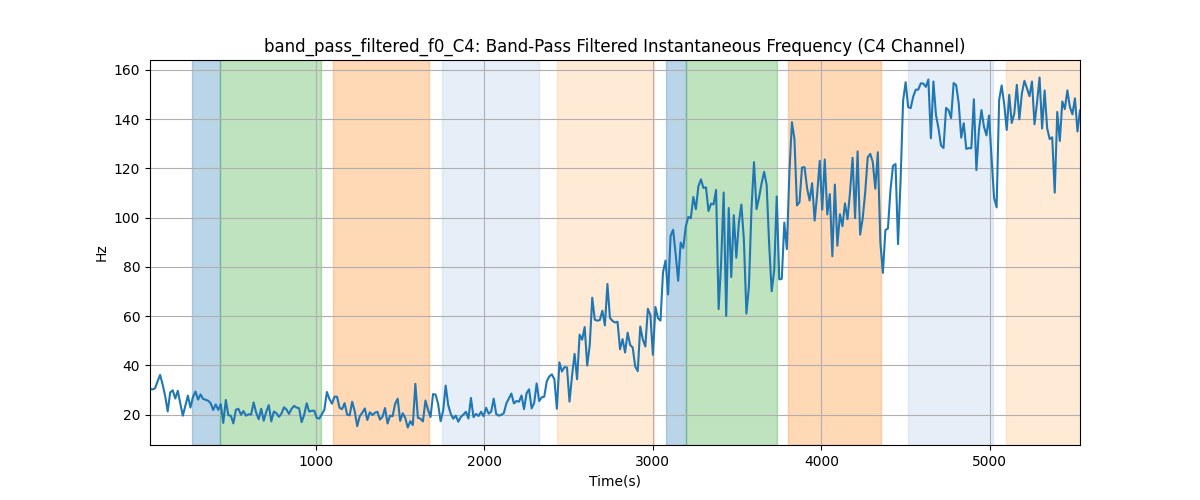 band_pass_filtered_f0_C4: Band-Pass Filtered Instantaneous Frequency (C4 Channel)
160
140
120
100
80
60
40
20
Hz
1000 2000 3000 4000 5000
Time(s)